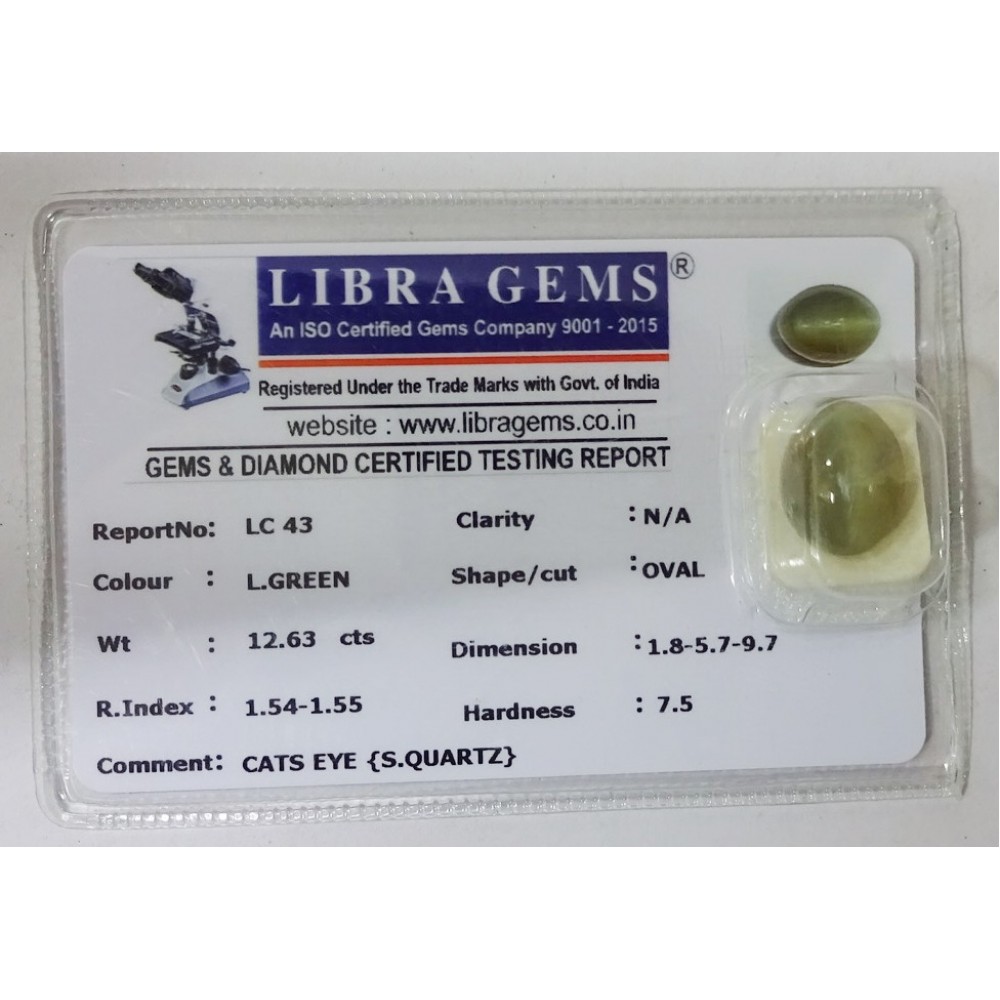 LIBRA GEMS ®
An ISO Certified Gems Company 9001 - 2015
Registered Under the Trade Marks with Govt. of India
website : www.libragems.co.in
GEMS & DIAMOND CERTIFIED TESTING REPORT
ReportNo: LC 43 Clarity : N/A
Colour : L.GREEN Shape/cut : OVAL
Wt : 12.63 cts Dimension : 1.8-5.7-9.7
R.Index : 1.54-1.55 Hardness : 7.5
Comment: CATS EYE {S.QUARTZ}